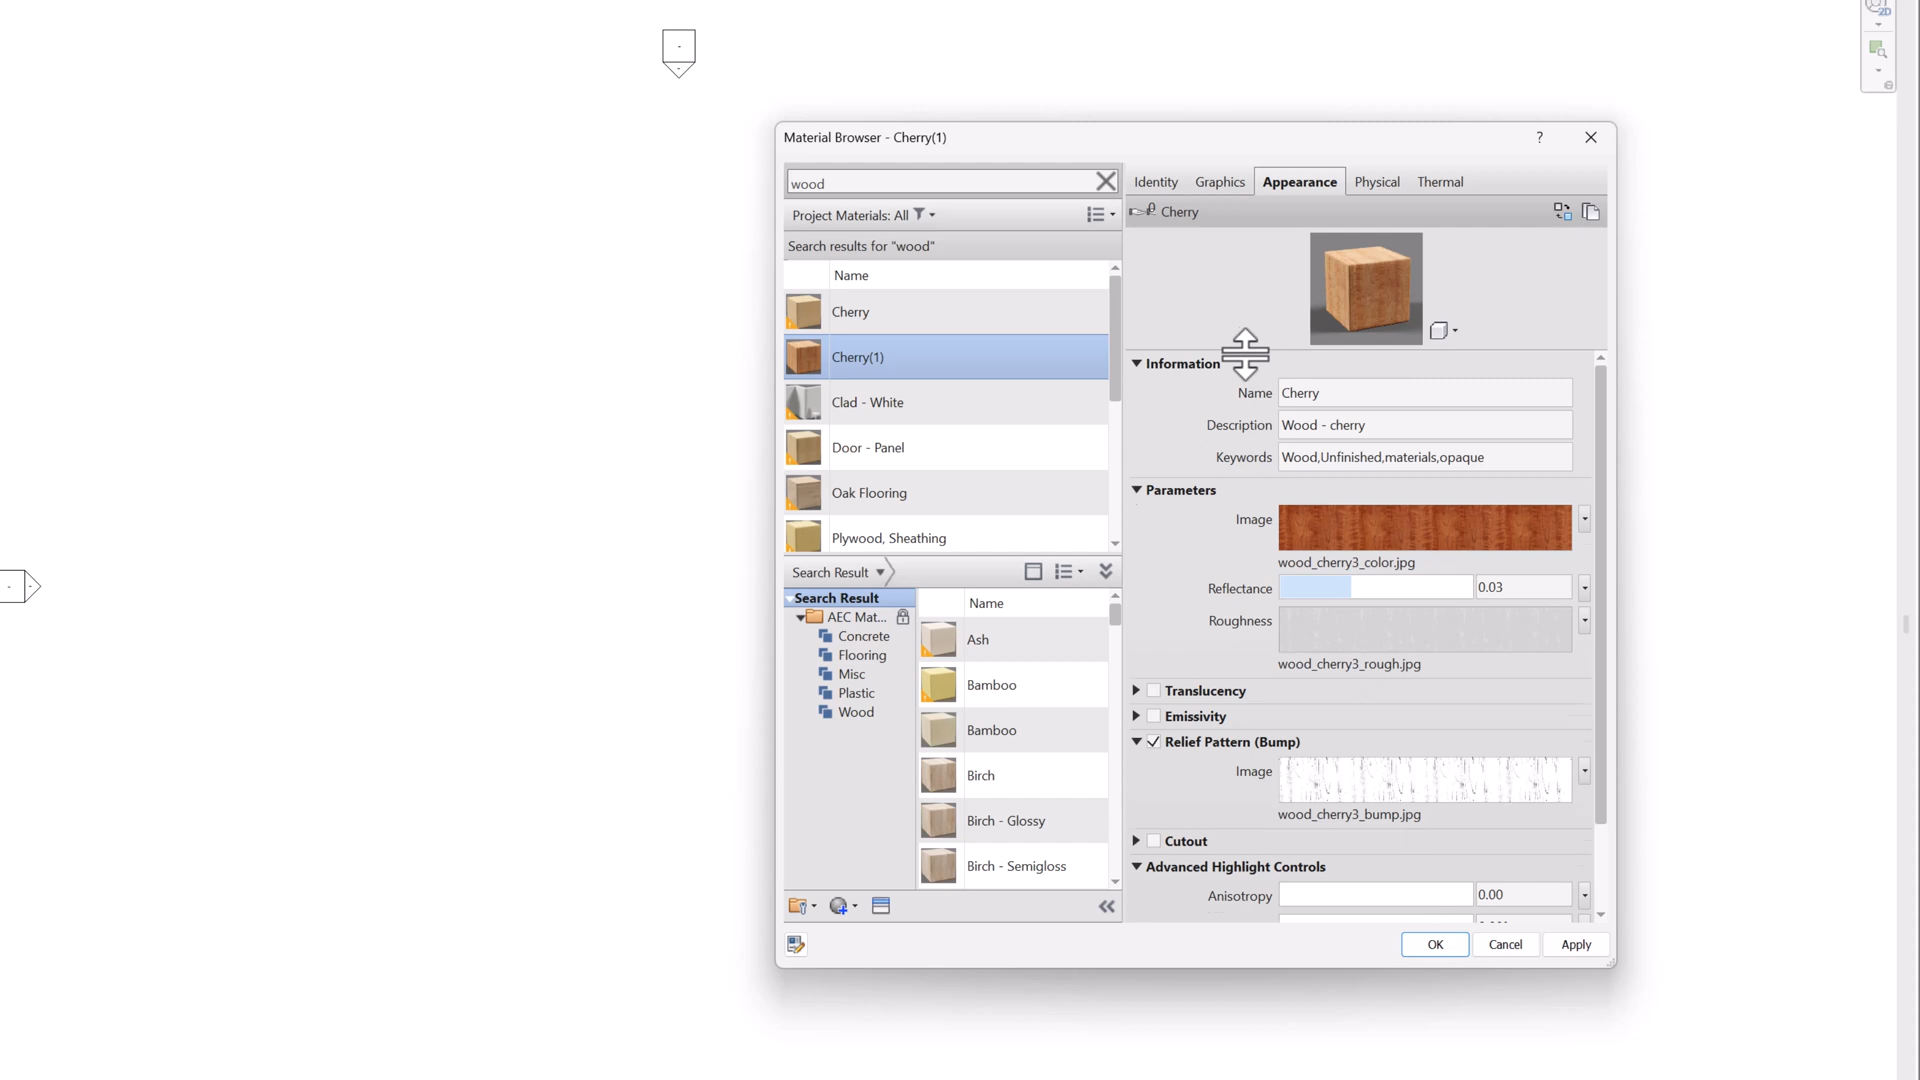 2D
Material Browser - Cherry(1)
?
wood
Identity
Graphics
Appearance
Physical
Thermal
Project Materials: All
Cherry
Search results for "wood"
Name
Cherry
Cherry(1)
Clad - White
Door - Panel
Oak Flooring
Plywood, Sheathing
Information
Name
Cherry
Description
Wood - cherry
Keywords
Wood,Unfinished,materials,opaque
Parameters
Image
wood_cherry3_color.jpg
Reflectance
0.03
Roughness
wood_cherry3_rough.jpg
Translucency
Emissivity
Relief Pattern (Bump)
Image
wood_cherry3_bump.jpg
Cutout
Advanced Highlight Controls
Anisotropy
0.00
Search Result
Search Result
AEC Mat...
Concrete
Flooring
Misc
Plastic
Wood
Name
Ash
Bamboo
Bamboo
Birch
Birch - Glossy
Birch - Semigloss
OK
Cancel
Apply